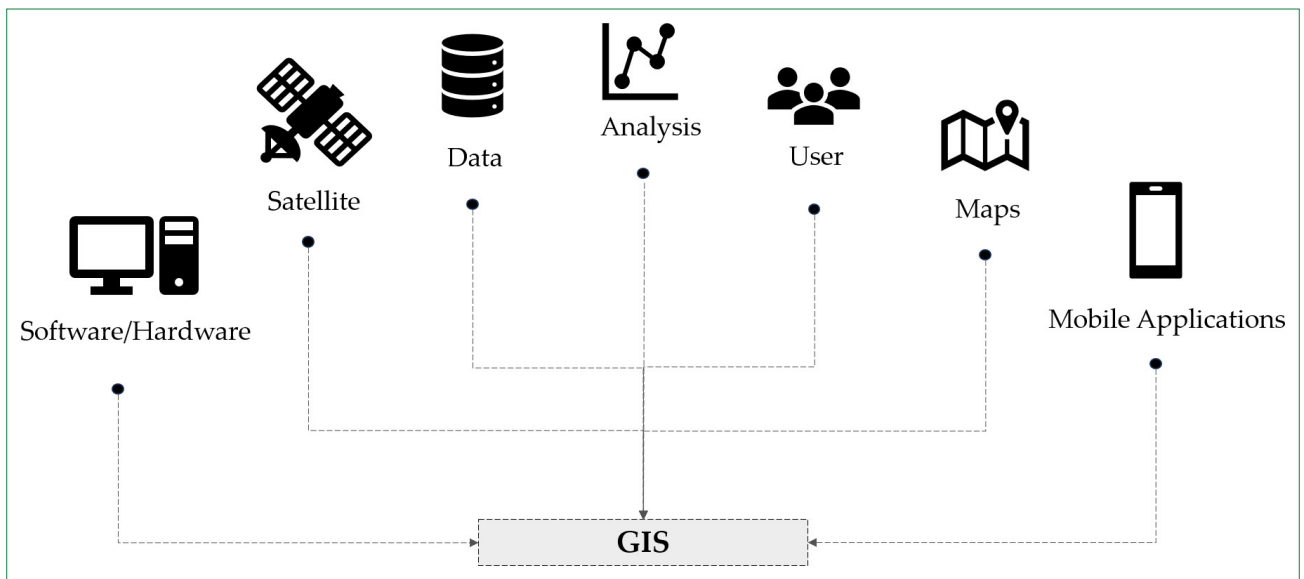 Software/Hardware
Satellite
Data
Analysis
User
Maps
Mobile Applications
GIS